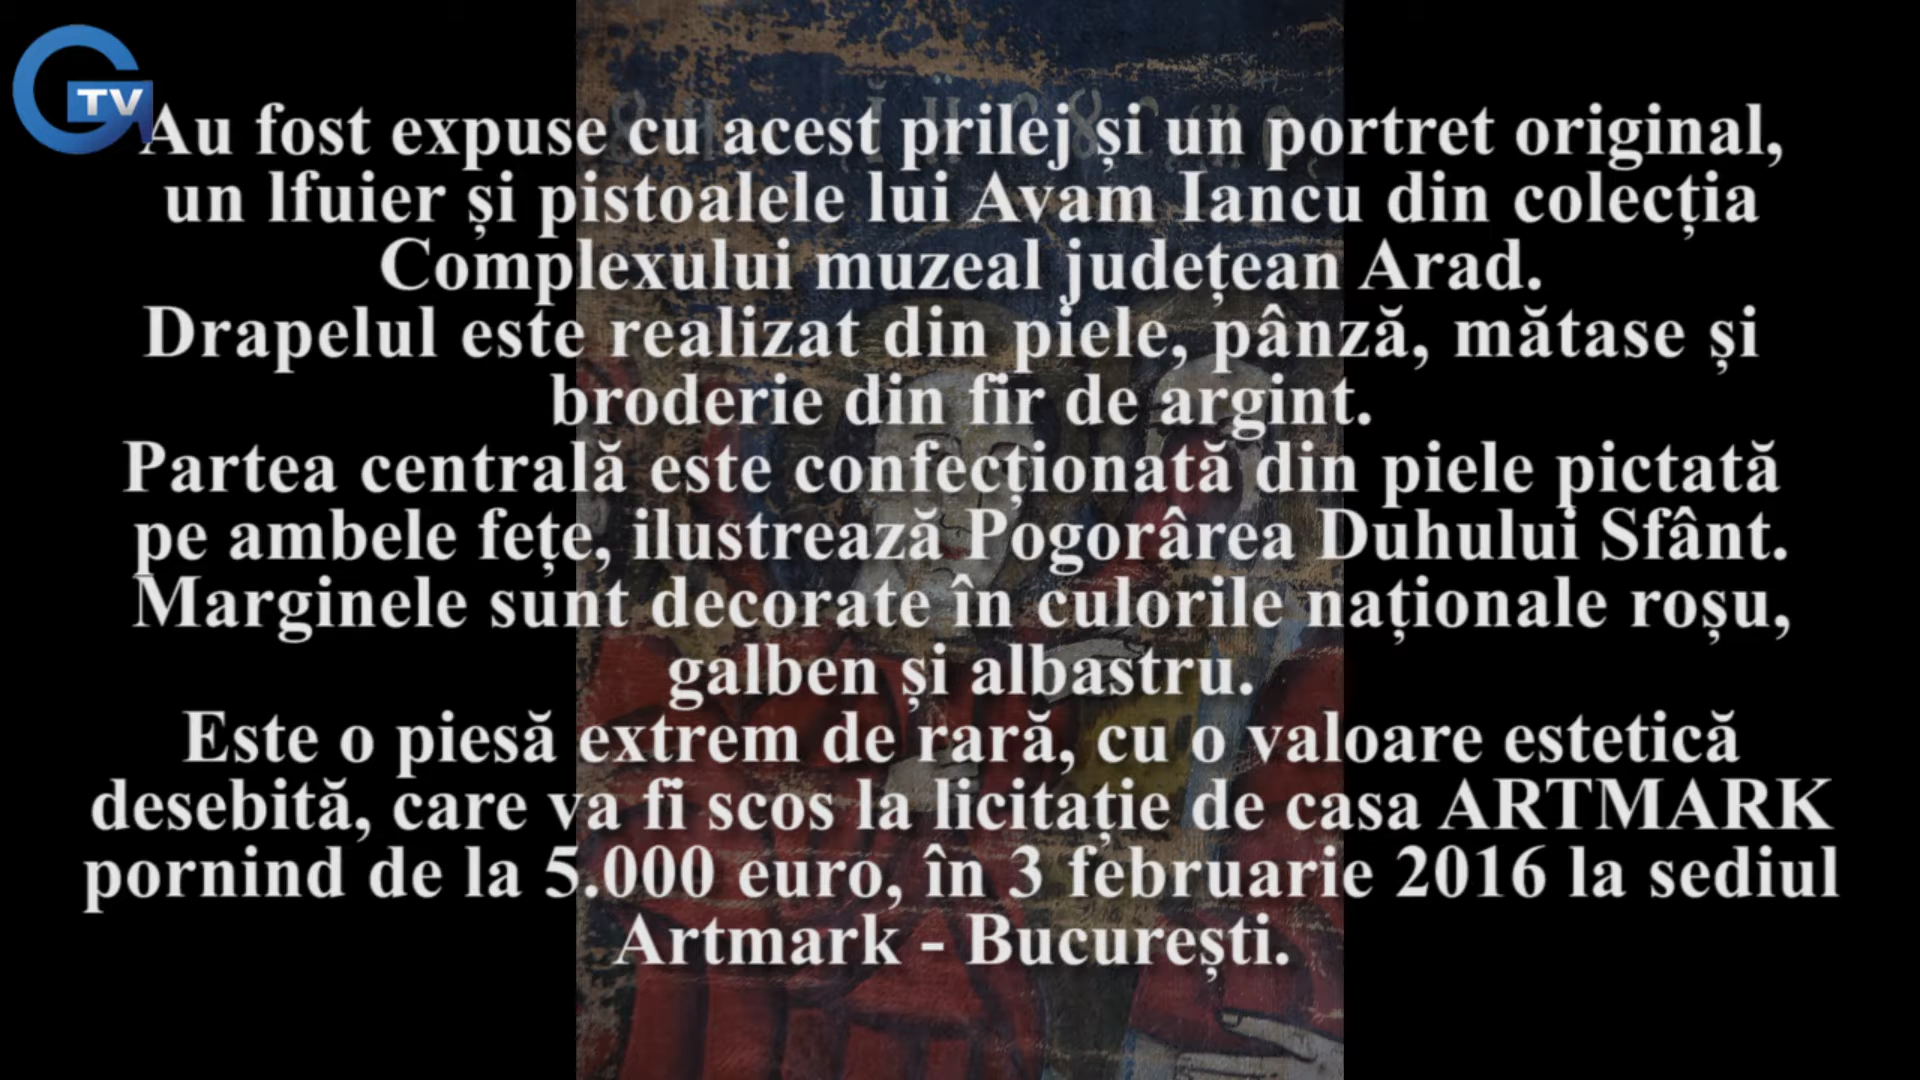 GTV
Au fost expuse cu acest prilej și un portret original,
un lfuier și pistoalele lui Avam Iancu din colecția
Complexului muzeal județean Arad.
Drapelul este realizat din piele, pânză, mătase și
broderie din fir de argint.
Partea centrală este confecționată din piele pictată
pe ambele fețe, ilustrează Pogorârea Duhului Sfânt.
Marginele sunt decorate în culorile naționale roșu,
galben și albastru.
Este o piesă extrem de rară, cu o valoare estetică
desebită, care va fi scos la licitație de casa ARTMARK
pornind de la 5.000 euro, în 3 februarie 2016 la sediul
Artmark - București.